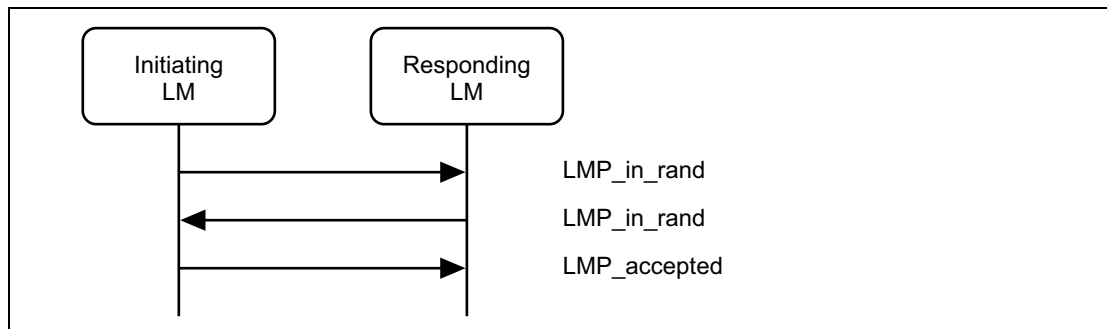 Initiating
LM
Responding
LM
LMP_in_rand
LMP_in_rand
LMP_accepted